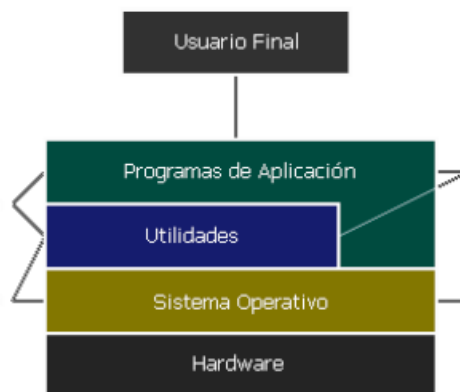 Usuario Final
Programas de Aplicación
Utilidades
Sistema Operativo
Hardware